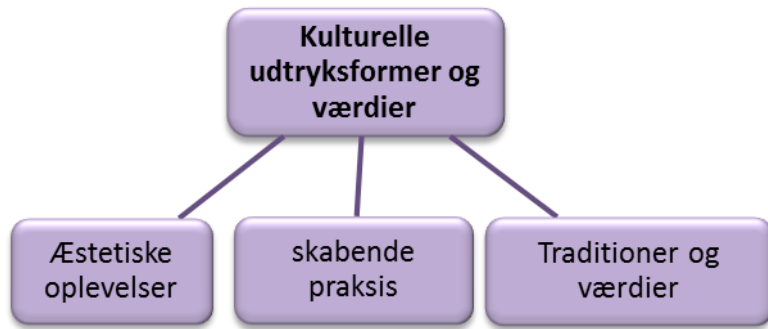 Kulturelle
udtryksformer og
værdier
Æstetiske
oplevelser
skabende
praksis
Traditioner og
værdier